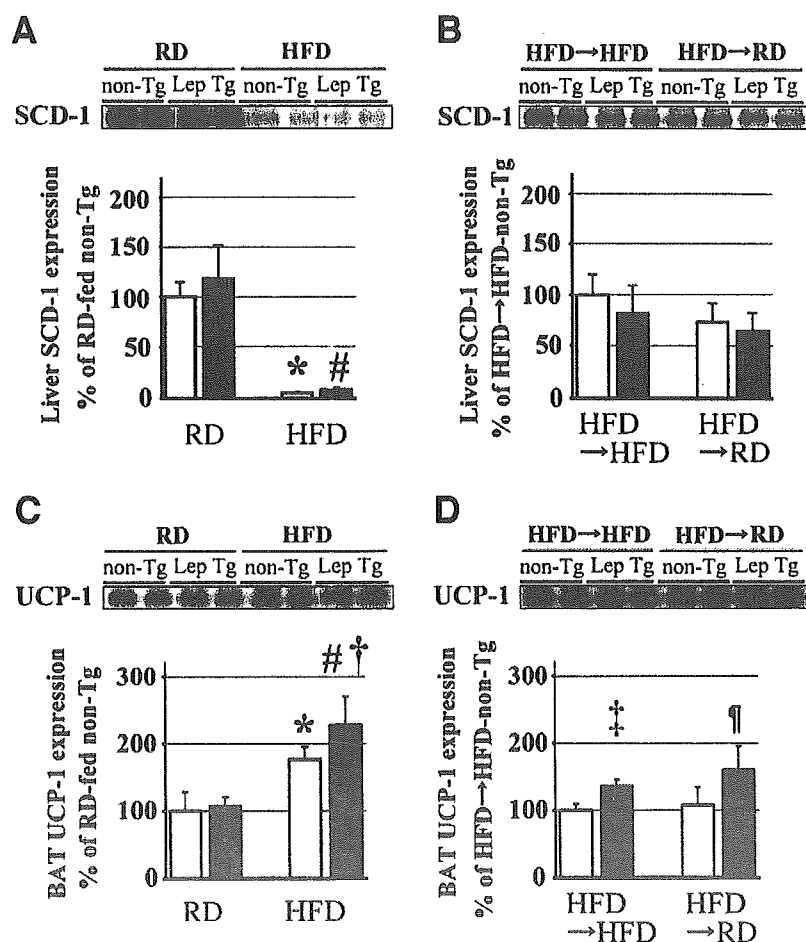 A
RD HFD
non-Tg Lep Tg non-Tg Lep Tg
SCD-1
Liver SCD-1 expression
% of RD-fed non-Tg
200
150
100
50
0
* #
RD HFD
B
HFD→HFD HFD→RD
non-Tg Lep Tg non-Tg Lep Tg
SCD-1
Liver SCD-1 expression
% of HFD→HFD-non-Tg
200
150
100
50
0
HFD HFD
→HFD →RD
C
RD HFD
non-Tg Lep Tg non-Tg Lep Tg
UCP-1
BAT UCP-1 expression
% of RD-fed non-Tg
300
200
100
0
* #†
RD HFD
D
HFD→HFD HFD→RD
non-Tg Lep Tg non-Tg Lep Tg
UCP-1
BAT UCP-1 expression
% of HFD→HFD-non-Tg
300
200
100
0
‡ ¶
HFD HFD
→HFD →RD